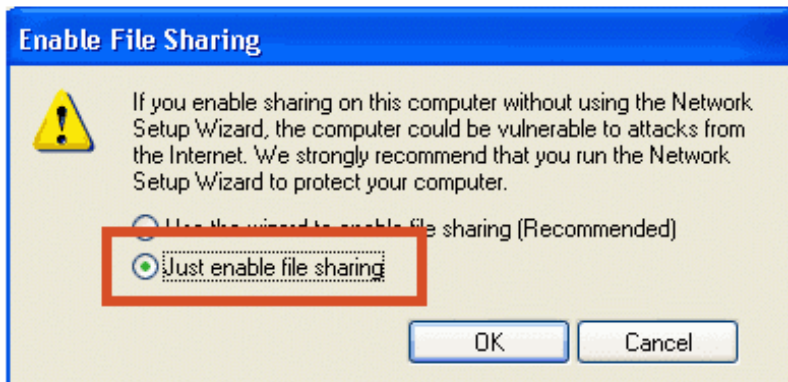 Enable File Sharing
If you enable sharing on this computer without using the Network
Setup Wizard, the computer could be vulnerable to attacks from
the Internet. We strongly recommend that you run the Network
Setup Wizard to protect your computer.
Use the wizard to enable file sharing (Recommended)
Just enable file sharing
OK
Cancel